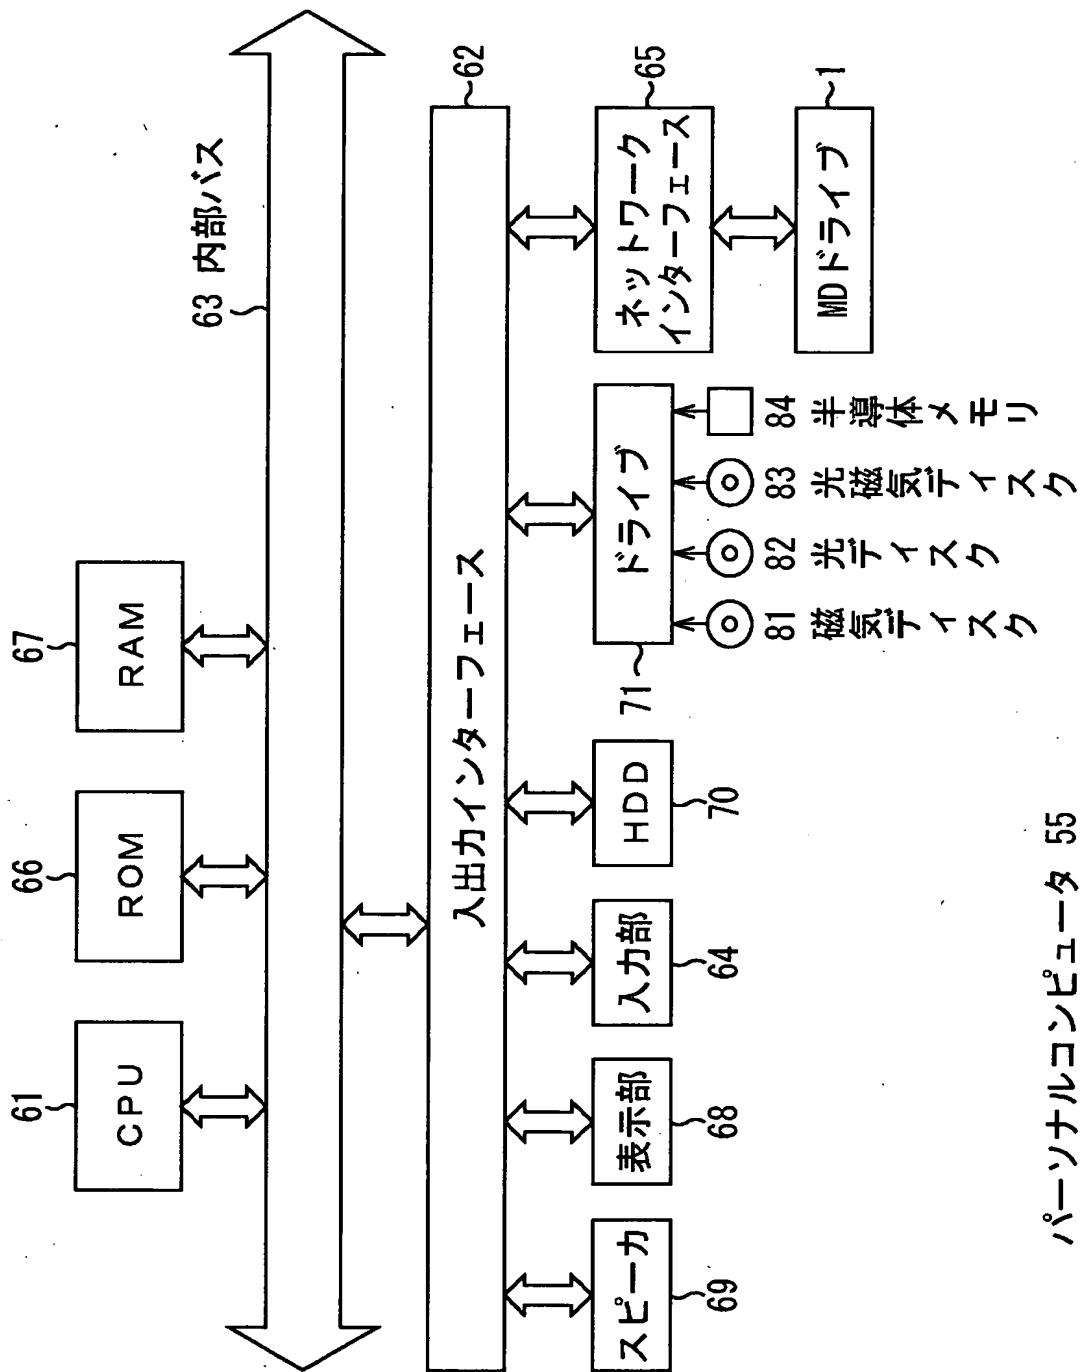 61
CPU
66
ROM
67
RAM
63 内部バス
入出力インターフェース
62
スピーカ
69
表示部
68
入力部
64
HDD
70
ドライブ
71
81 磁気ディスク
82 光ディスク
83 光磁気ディスク
84 半導体メモリ
ネットワーク
インターフェース
65
MDドライブ
1
パーソナルコンピュータ 55